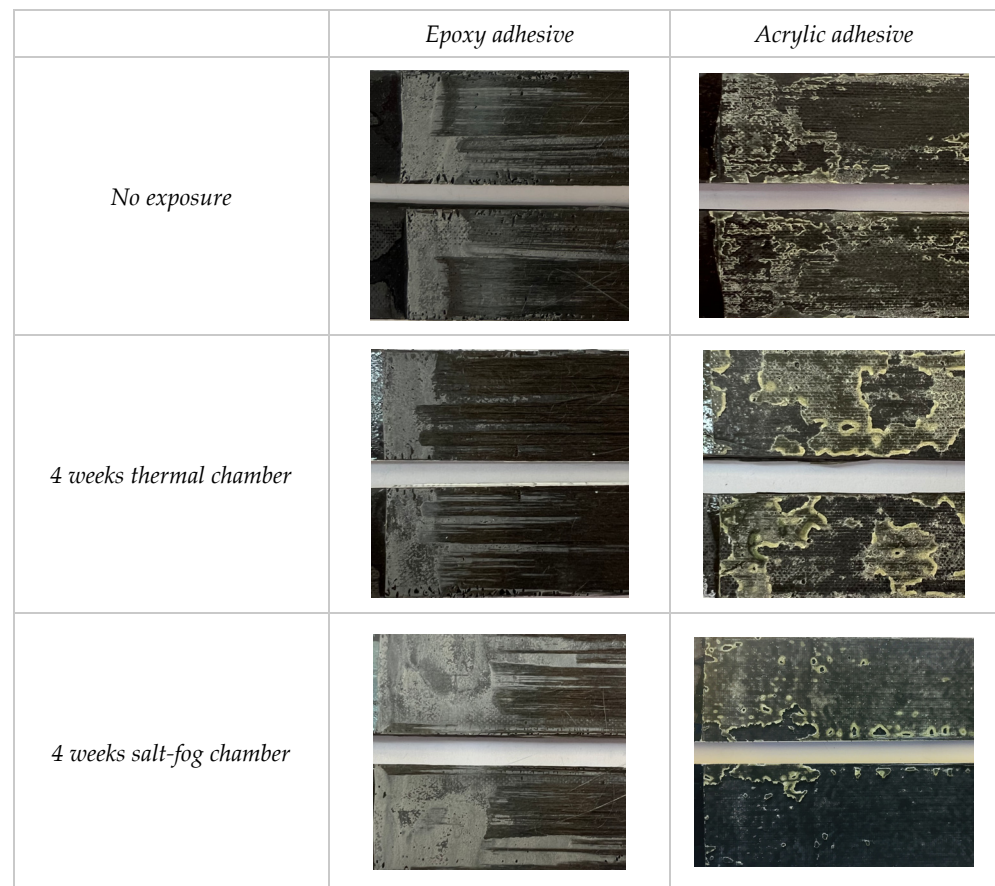 Epoxy adhesive
Acrylic adhesive
No exposure
4 weeks thermal chamber
4 weeks salt-fog chamber